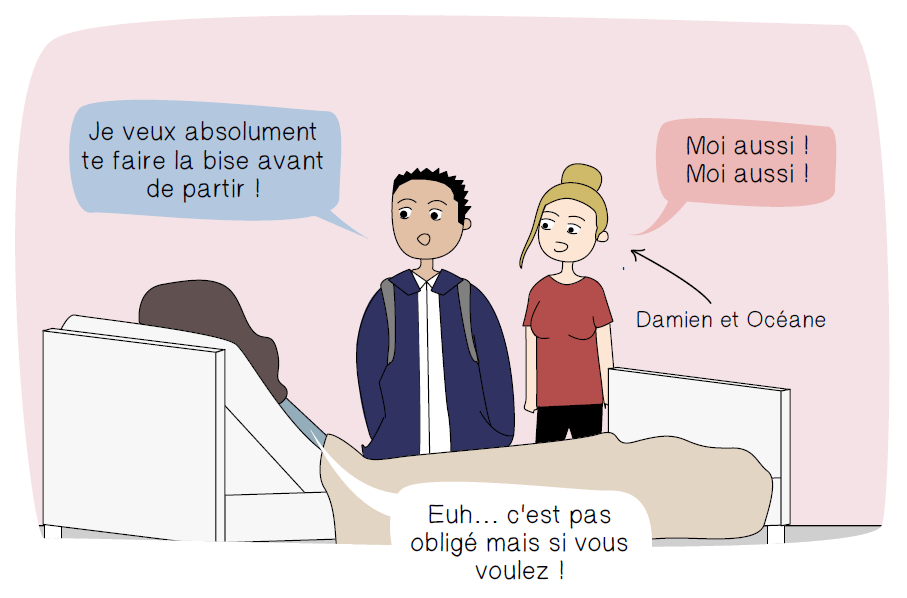 Je veux absolument
te faire la bise avant
de partir !
Moi aussi !
Moi aussi !
Damien et Océane
Euh... c'est pas
obligé mais si vous
voulez !